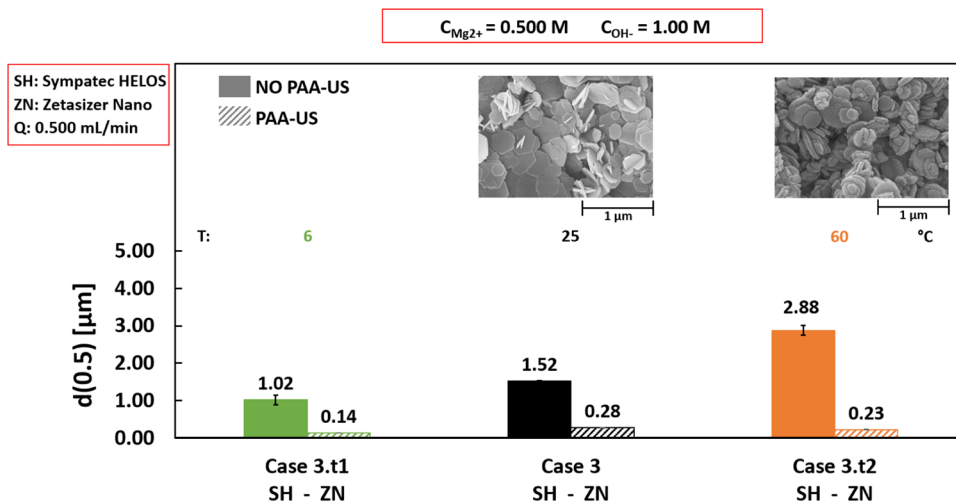 C_Mg2+ = 0.500 M C_OH- = 1.00 M
SH: Sympatec HELOS
ZN: Zetasizer Nano
Q: 0.500 mL/min
NO PAA-US
PAA-US
1 µm
1 µm
T: 6 25 60 °C
d(0.5) [µm]
5.00
4.00
3.00
2.00
1.00
0.00
1.02
0.14
1.52
0.28
2.88
0.23
Case 3.t1 Case 3 Case 3.t2
SH - ZN SH - ZN SH - ZN